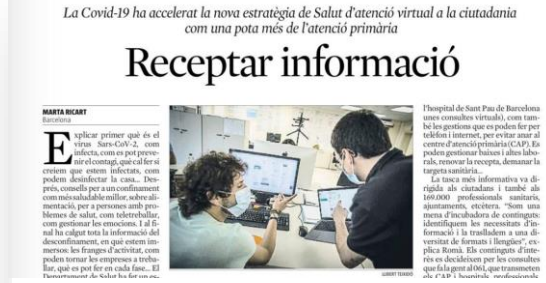 La Covid-19 ha accelerat la nova estratègia de Salut d'atenció virtual a la ciutadania
com una pota més de l'atenció primària
Receptar informació
MARTA RICART
Barcelona
Explicar primer què és el
virus Sars-CoV-2, com
infecta, com es pot preve-
nir el contagi, què cal fer si
creiem que estem infectats, com
podem desinfectar la casa... Des-
prés, consells per a un confinament
com més saludable millor, sobre ali-
mentació, per a persones amb pro-
blemes de salut, com teletreballar,
com gestionar les emocions. I al fi-
nal ha calgut tota la informació del
desconfinament, en què estem im-
mersos: les franges d'activitat, com
poden tornar les empreses a treba-
llar, què es pot fer en cada fase... El
Departament de Salut ha fet un es-
LLIBERT TEIXIDÓ
l'hospital de Sant Pau de Barcelona
unes consultes virtuals), com tam-
bé les gestions que es poden fer per
telèfon i internet, per evitar anar al
centre d'atenció primària (CAP). Es
poden gestionar baixes i altes labo-
rals, renovar la recepta, demanar la
targeta sanitària...
La tasca més informativa va di-
rigida als ciutadans i també als
169.000 professionals sanitaris,
ajuntaments, etcètera. "Som una
mena d'incubadora de continguts:
identifiquem les necessitats d'in-
formació i la traslladem a una di-
versitat de formats i llengües", ex-
plica Romà. Els continguts d'inte-
rès es decideixen per les consultes
que fa la gent al 061, que transmeten
els CAP i hospitals, professionals,